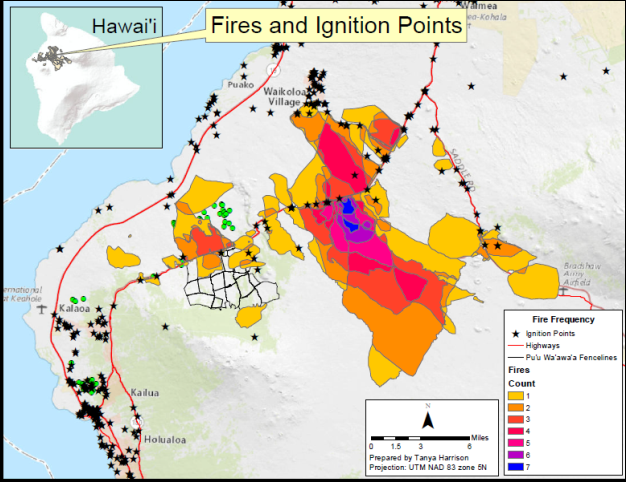 Hawai'i
Fires and Ignition Points
Waimea
Puako
Waikoloa
Village
SADDLE RD
Bradshaw
Army
Airfield
Kalaoa
Kailua
Holualoa
Fire Frequency
Ignition Points
Highways
Pu'u Wa'awa'a Fencelines
Fires
Count
1
2
3
4
5
6
7
N
0 1.5 3 6 Miles
Prepared by Tanya Harrison
Projection: UTM NAD 83 zone 5N